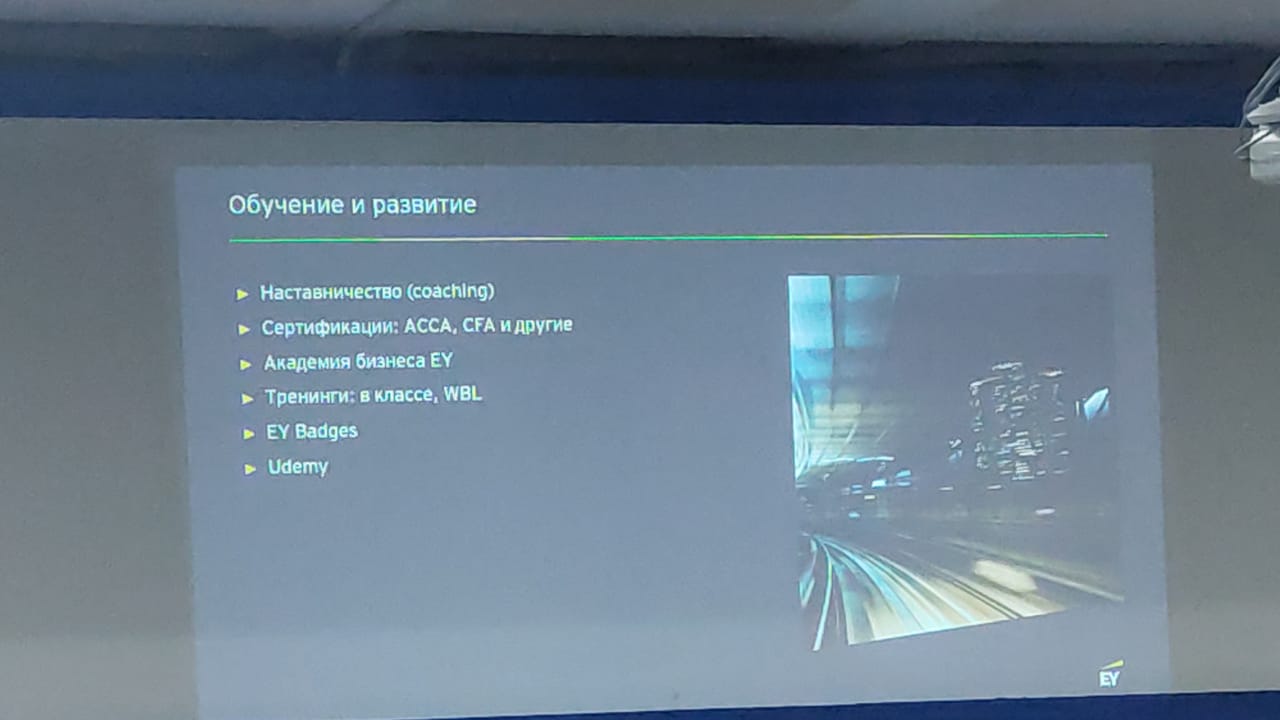 Обучение и развитие
Наставничество (coaching)
Сертификации: ACCA, CFA и другие
Академия бизнеса EY
Тренинги: в классе, WBL
EY Badges
Udemy
EY